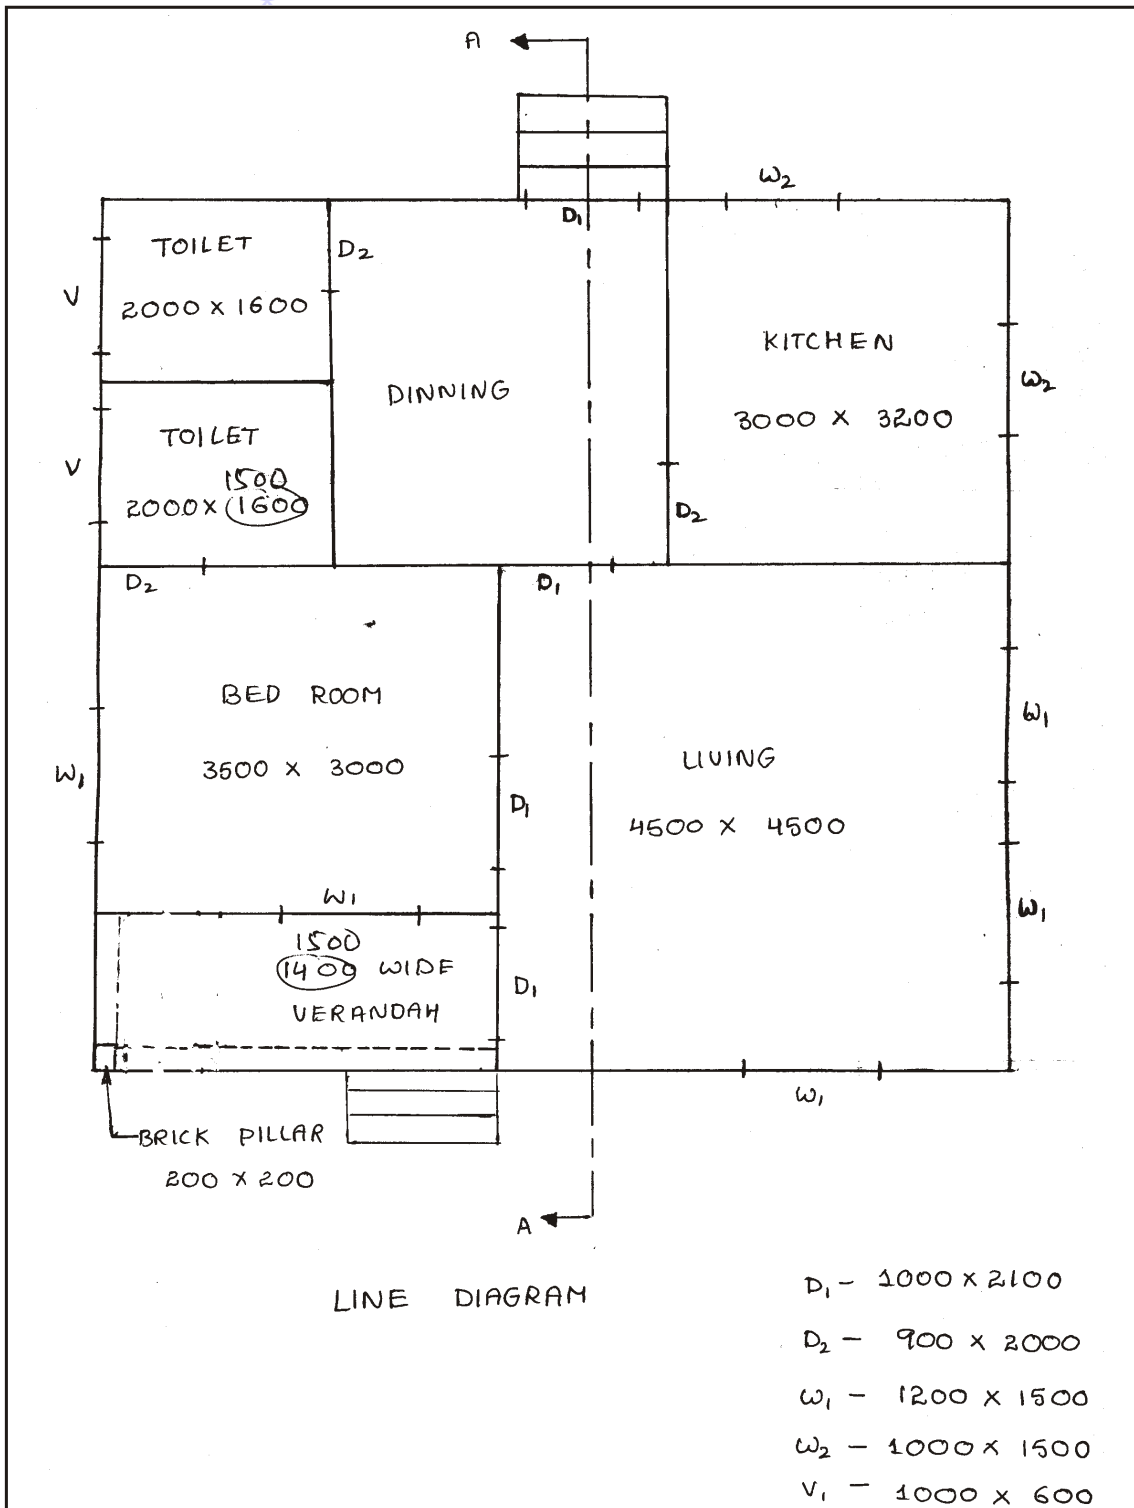 A
W2
D1
TOILET
D2
2000 X 1600
V
KITCHEN
W2
DINNING
3000 X 3200
TOILET
V
1500
2000 X 1600
D2
D2
D1
BED ROOM
W1
3500 X 3000
LIVING
W1
D1
4500 X 4500
W1
W1
1500
1400 WIDE
D1
VERANDAH
W1
BRICK PILLAR
200 X 200
A
LINE DIAGRAM
D1 - 1000 X 2100
D2 - 900 X 2000
W1 - 1200 X 1500
W2 - 1000 X 1500
V1 - 1000 X 600